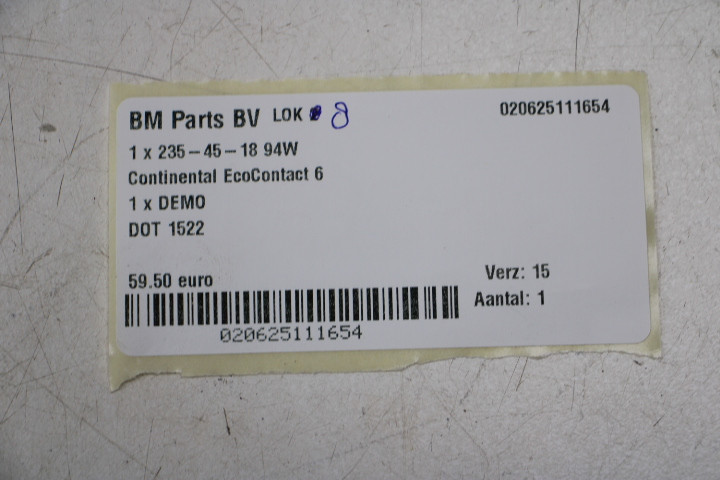 BM Parts BV LOK 8 020625111654
1 x 235-45-18 94W
Continental EcoContact 6
1 x DEMO
DOT 1522
59.50 euro Verz: 15
Aantal: 1
020625111654